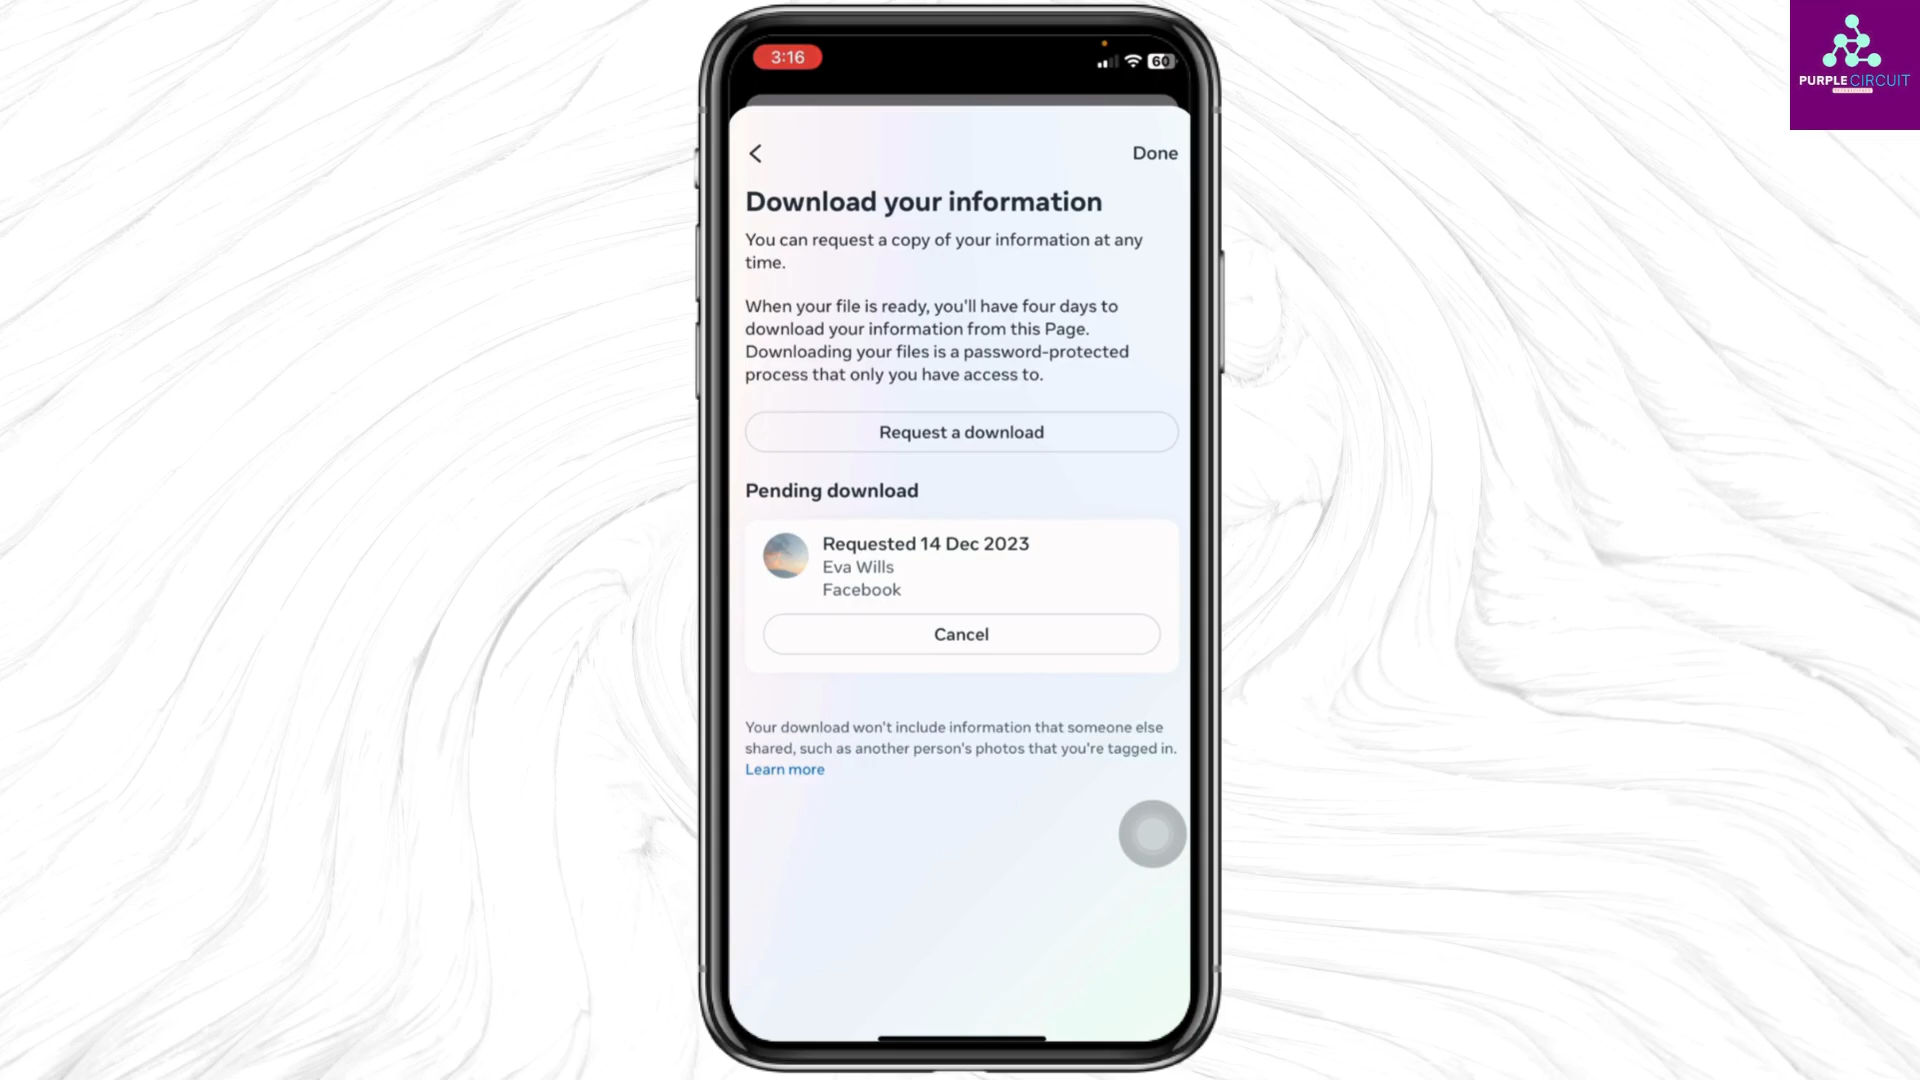 3:16
60
PURPLE CIRCUIT
Done
Download your information
You can request a copy of your information at any
time.
When your file is ready, you'll have four days to
download your information from this Page.
Downloading your files is a password-protected
process that only you have access to.
Request a download
Pending download
Requested 14 Dec 2023
Eva Wills
Facebook
Cancel
Your download won't include information that someone else
shared, such as another person's photos that you're tagged in.
Learn more